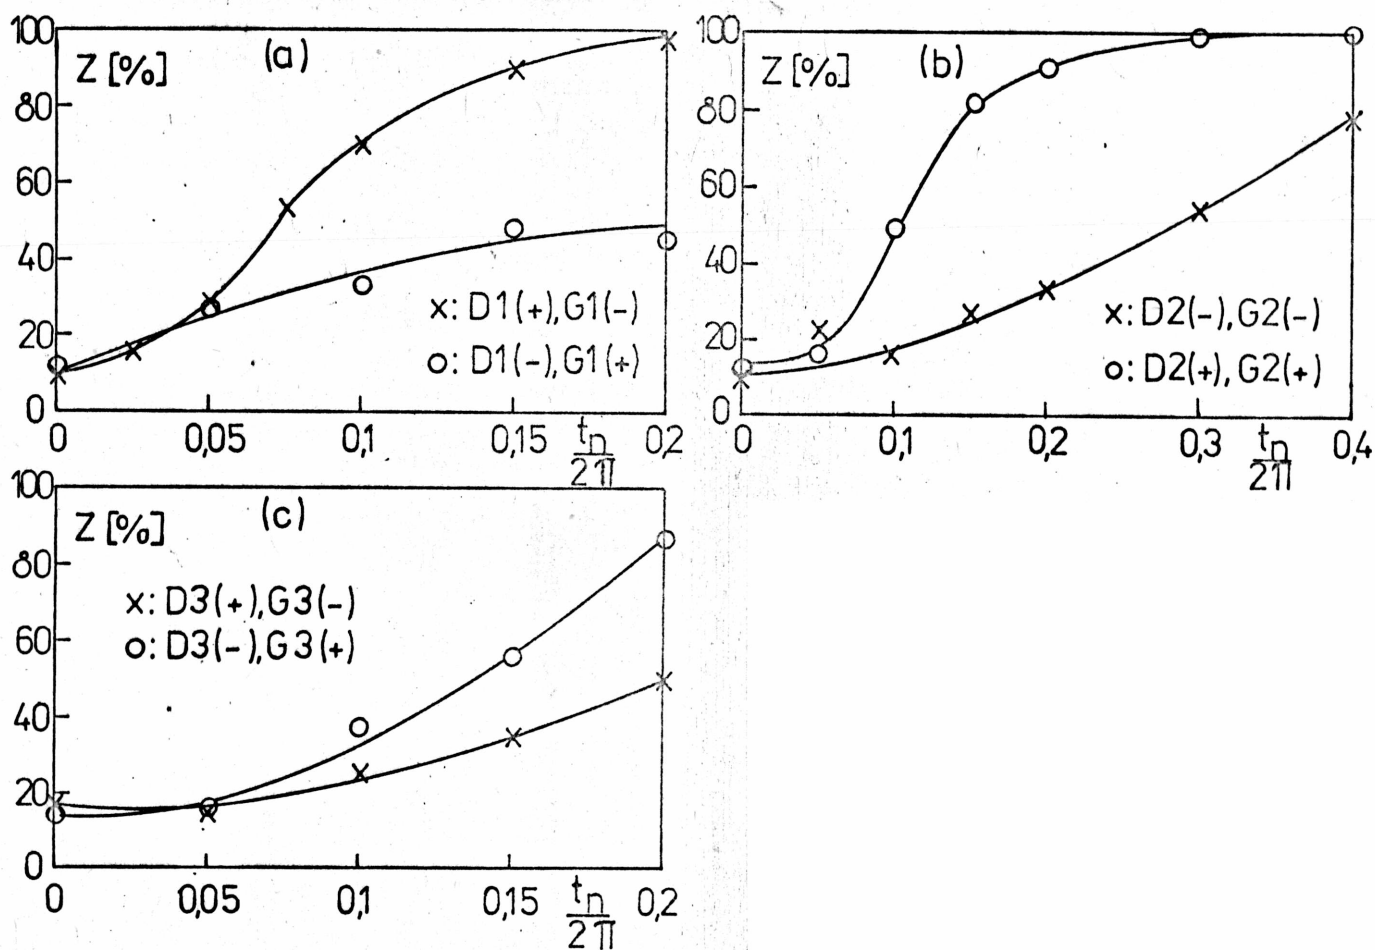 100
(a)
Z [%]
80
60
40
x: D1(+),G1(-)
20
o: D1(-),G1(+)
0
0 0,05 0,1 0,15 tn/2π 0,2
100
Z [%]
(b)
80
60
40
x: D2(-),G2(-)
20
o: D2(+),G2(+)
0
0 0,1 0,2 0,3 tn/2π 0,4
100
(c)
Z [%]
80
x: D3(+),G3(-)
60
o: D3(-),G3(+)
40
20
0
0 0,05 0,1 0,15 tn/2π 0,2